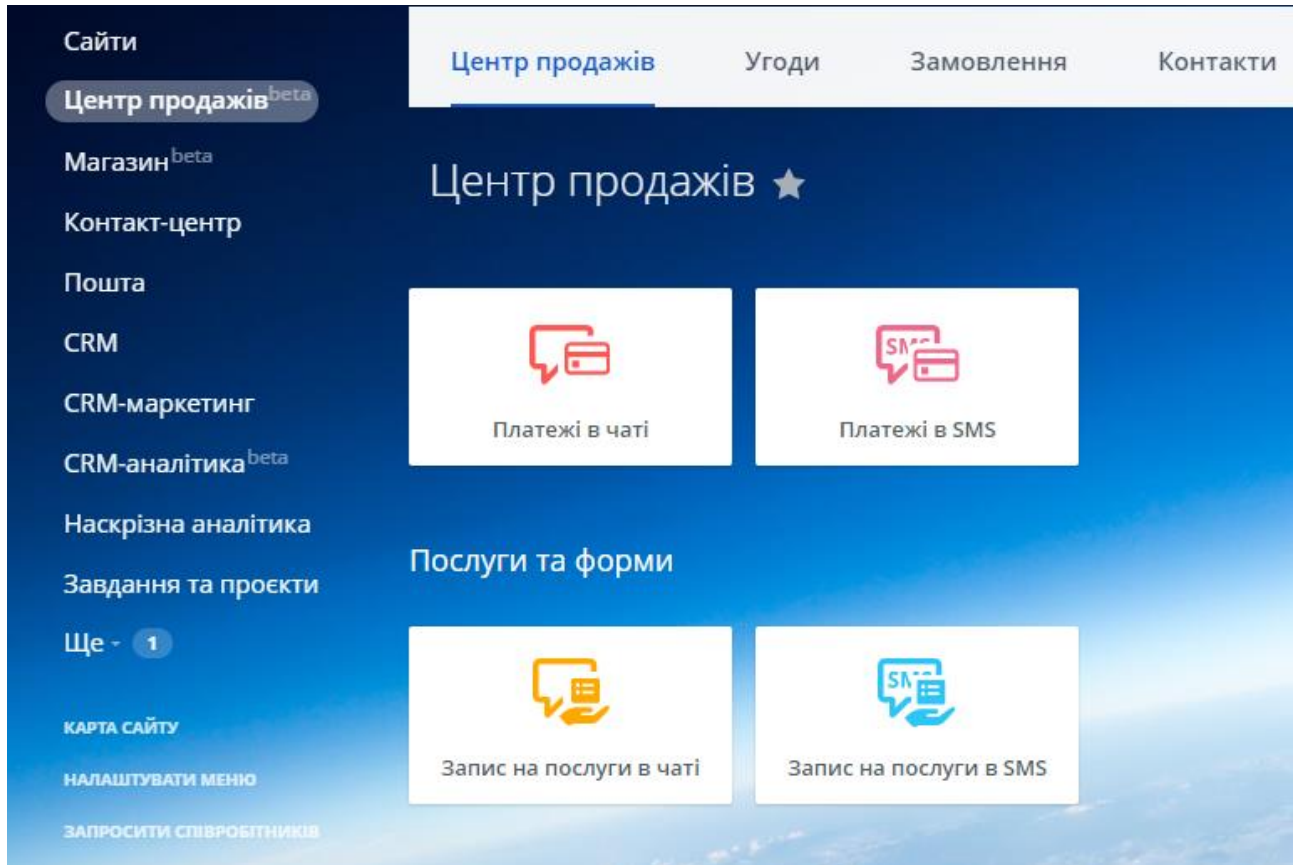 Сайти
Центр продажів beta
Магазин beta
Контакт-центр
Пошта
CRM
CRM-маркетинг
CRM-аналітика beta
Наскрізна аналітика
Завдання та проєкти
Ще 1
КАРТА САЙТУ
НАЛАШТУВАТИ МЕНЮ
ЗАПРОСИТИ СПІВРОБІТНИКІВ
Центр продажів Угоди Замовлення Контакти
Центр продажів
SMS
Платежі в чаті Платежі в SMS
Послуги та форми
SMS
Запис на послуги в чаті Запис на послуги в SMS